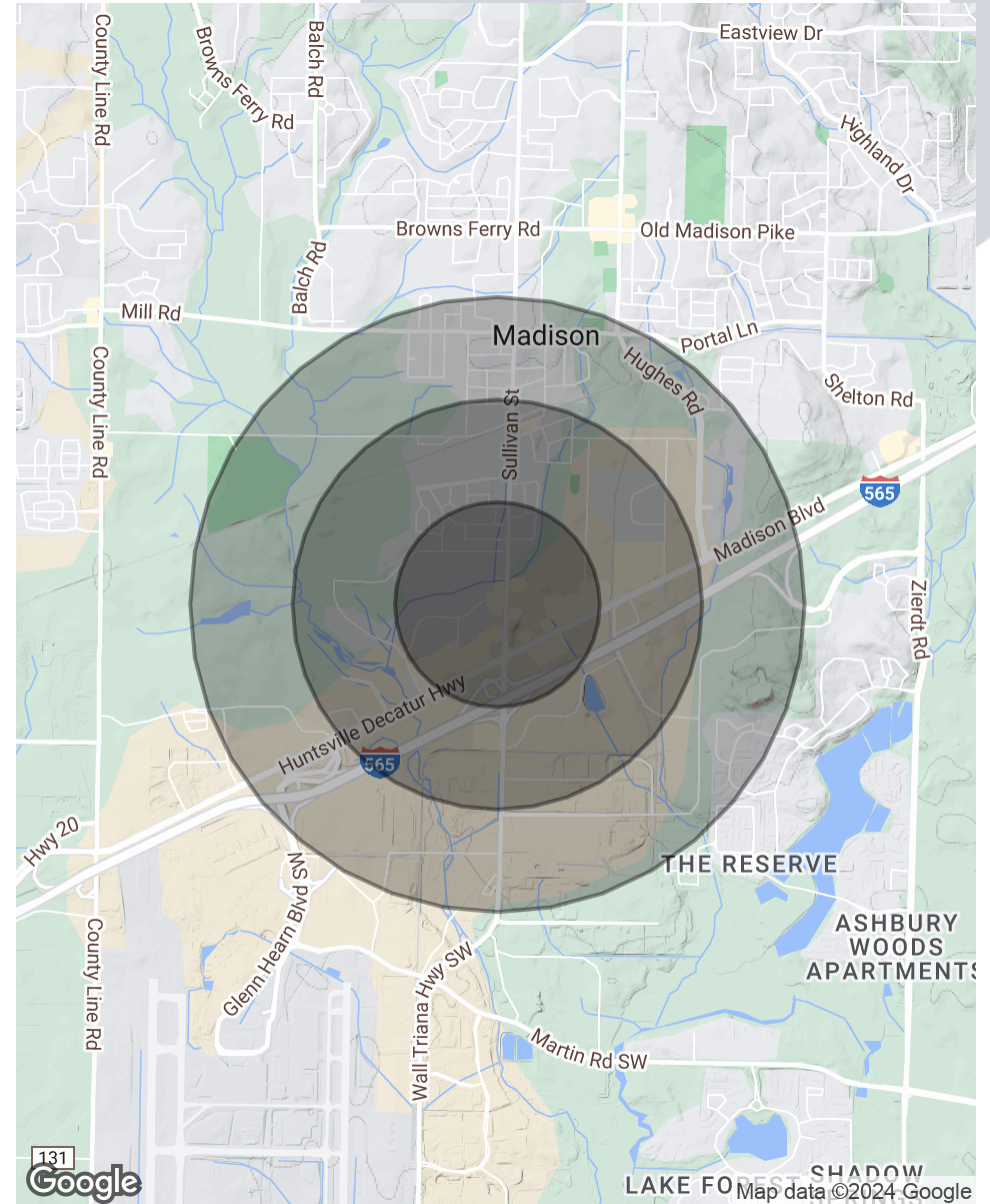 Eastview Dr
County Line Rd
Browns Ferry Rd
Balch Rd
Highland Dr
Browns Ferry Rd
Old Madison Pike
Balch Rd
Mill Rd
Madison
Portal Ln
Hughes Rd
County Line Rd
Shelton Rd
Sullivan St
565
Madison Blvd
Zierdt Rd
Huntsville Decatur Hwy
565
Hwy 20
THE RESERVE
Glenn Hearn Blvd SW
ASHBURY
WOODS
APARTMENTS
County Line Rd
Wall Triana Hwy SW
Martin Rd SW
131
Google
LAKE FOREST
SHADOW
SPRINGS
Map data ©2024 Google